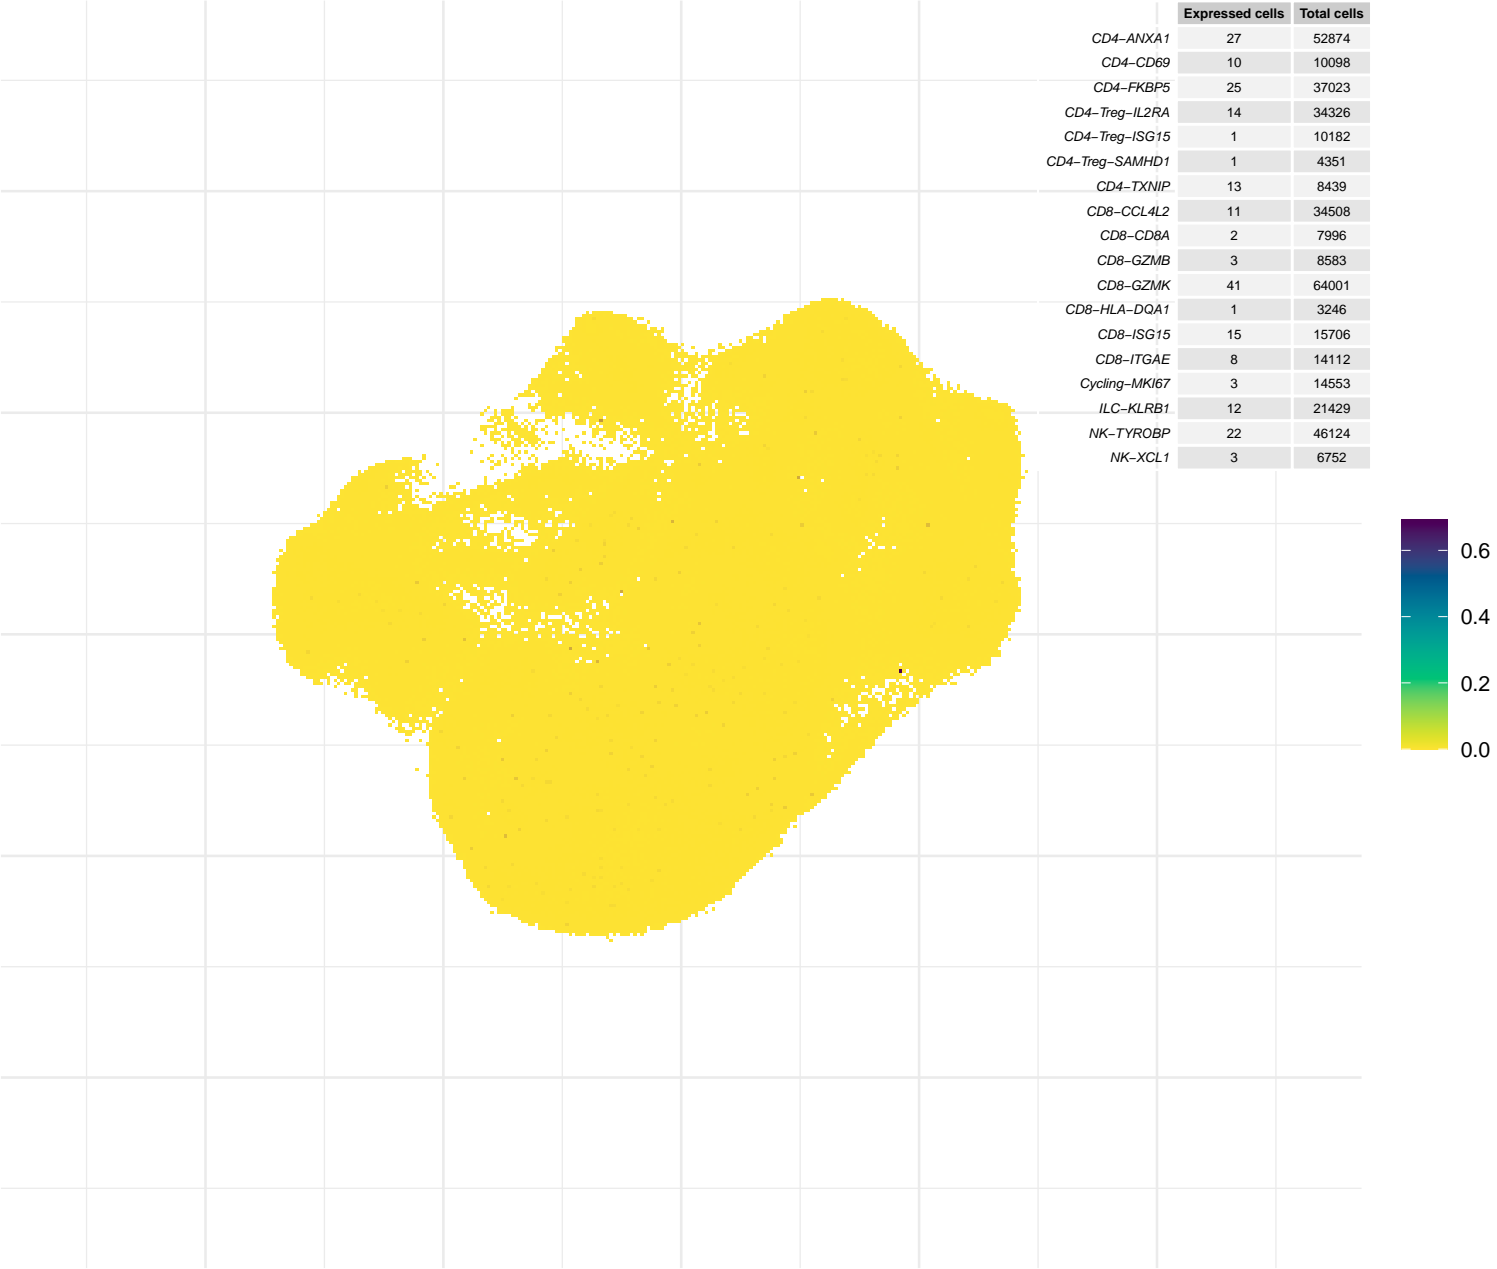 Expressed cells Total cells
CD4−ANXA1 27 52874
CD4−CD69 10 10098
CD4−FKBP5 25 37023
CD4−Treg−IL2RA 14 34326
CD4−Treg−ISG15 1 10182
CD4−Treg−SAMHD1 1 4351
CD4−TXNIP 13 8439
CD8−CCL4L2 11 34508
CD8−CD8A 2 7996
CD8−GZMB 3 8583
CD8−GZMK 41 64001
CD8−HLA−DQA1 1 3246
CD8−ISG15 15 15706
CD8−ITGAE 8 14112
Cycling−MKI67 3 14553
ILC−KLRB1 12 21429
NK−TYROBP 22 46124
NK−XCL1 3 6752
0.6
0.4
0.2
0.0